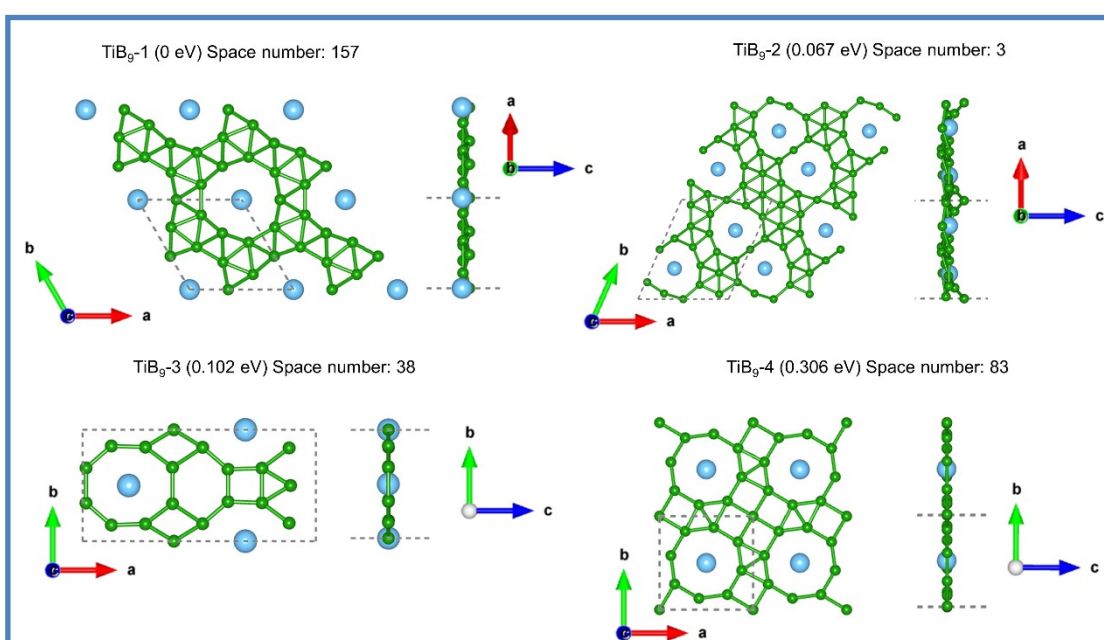 TiB₉-1 (0 eV) Space number: 157
TiB₉-2 (0.067 eV) Space number: 3
a
b
c
b
a
a
b
c
b
c
a
TiB₉-3 (0.102 eV) Space number: 38
TiB₉-4 (0.306 eV) Space number: 83
b
c
b
c
a
b
c
b
c
a